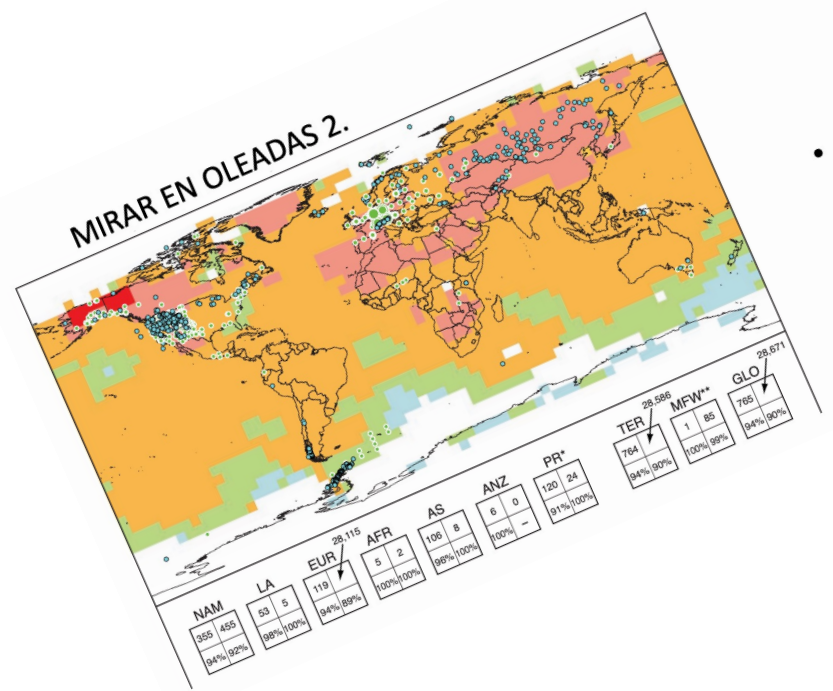 MIRAR EN OLEADAS 2.
NAM
355 455
94% 92%
LA
53 5
98% 100%
28,115
EUR
119
94% 89%
AFR
5 2
100% 100%
AS
106 8
96% 100%
ANZ
6 0
100% –
PR*
120 24
91% 100%
28,586
TER
764
94% 90%
MFW**
1 85
100% 99%
28,671
GLO
765
94% 90%